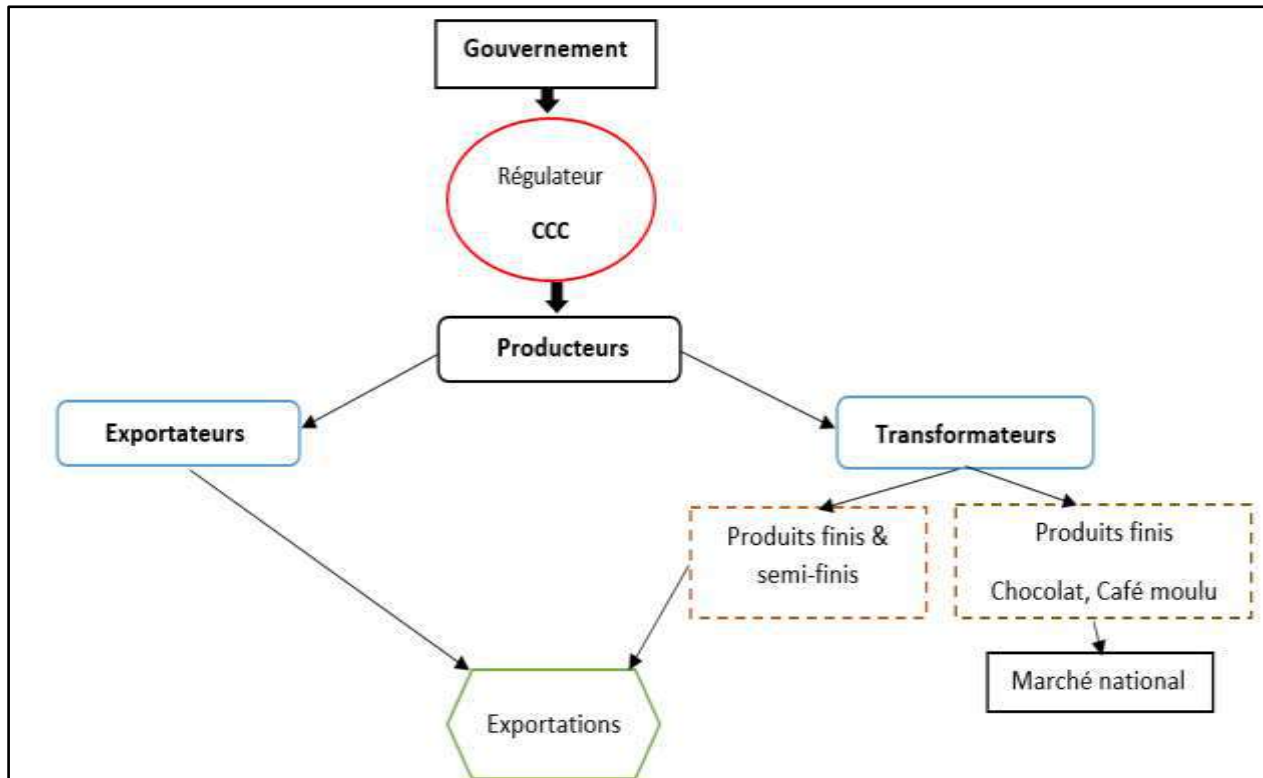 Gouvernement
Régulateur
CCC
Producteurs
Exportateurs
Transformateurs
Produits finis &
semi-finis
Produits finis
Chocolat, Café moulu
Marché national
Exportations